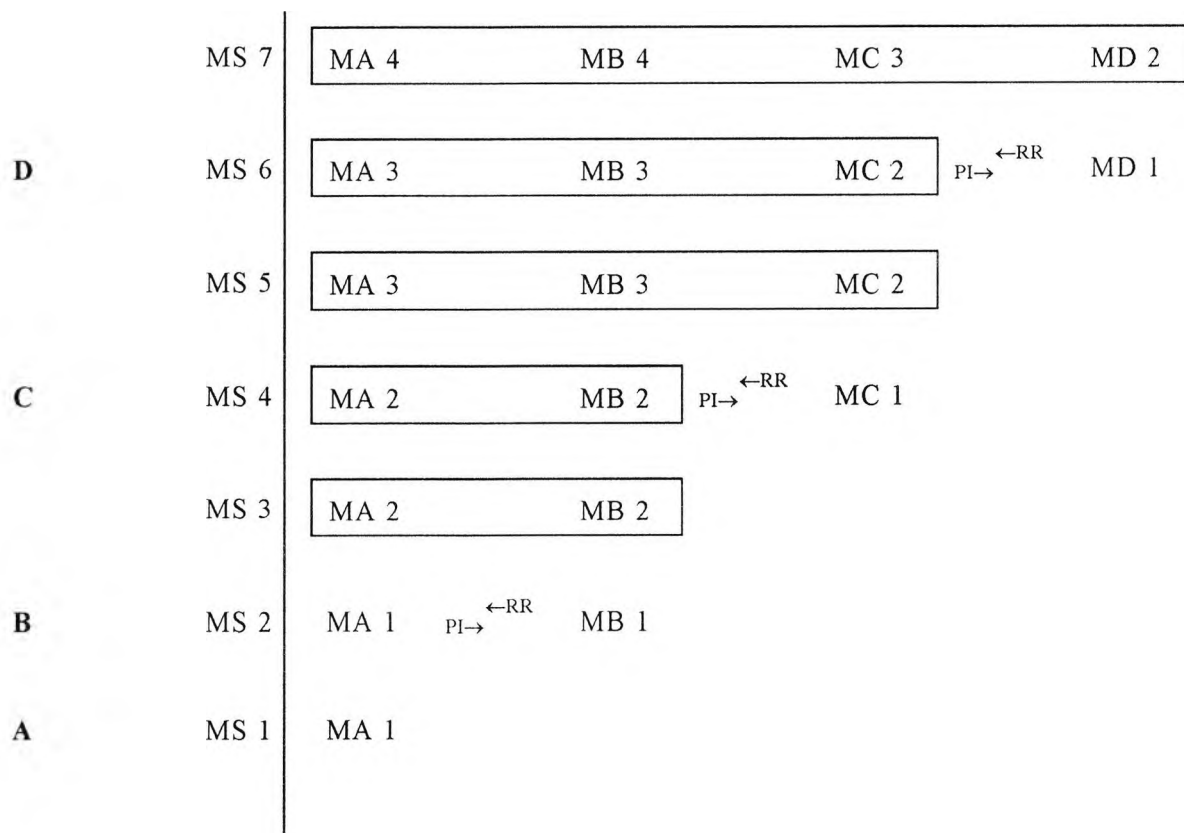 MS 7 MA 4 MB 4 MC 3 MD 2
D MS 6 MA 3 MB 3 MC 2 PI→ ←RR MD 1
MS 5 MA 3 MB 3 MC 2
C MS 4 MA 2 MB 2 PI→ ←RR MC 1
MS 3 MA 2 MB 2
B MS 2 MA 1 PI→ ←RR MB 1
A MS 1 MA 1